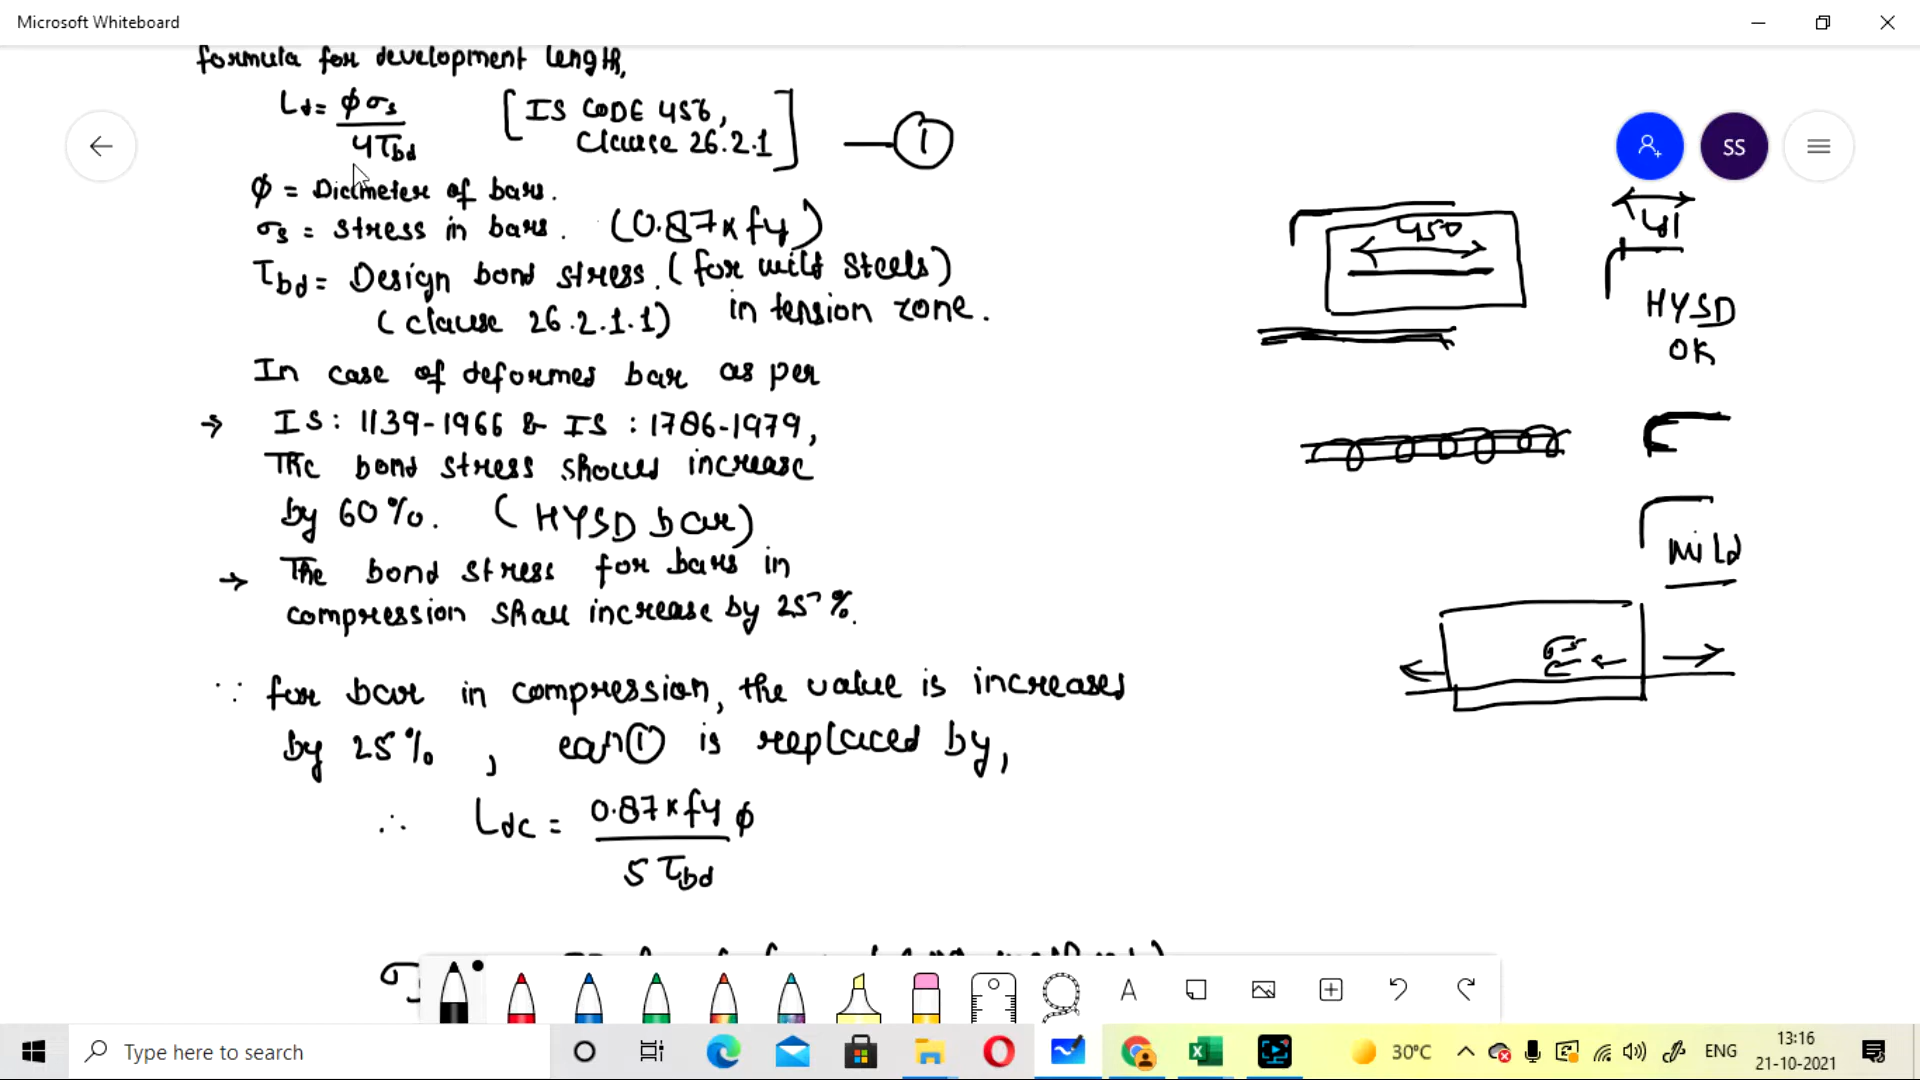 Microsoft Whiteboard
formula for development length,
Ld = ϕσs / 4τbd [IS CODE 456, Clause 26.2.1] — ①
ϕ = Diameter of bars.
σs = stress in bars. (0.87 x fy)
τbd = Design bond stress. (for mild steels)
(clause 26.2.1.1) in tension zone.
In case of deformed bar as per
→ IS: 1139-1966 & IS: 1786-1979,
The bond stress should increase
by 60%. (HYSD bar)
→ The bond stress for bars in
compression shall increase by 25%.
∵ for bar in compression, the value is increases
by 25%, eqn ① is replaced by,
∴ Ldc = 0.87 x fy ϕ / 5 τbd
450
HYSD
OK
Mild
SS
A
Type here to search
30°C
ENG
13:16
21-10-2021